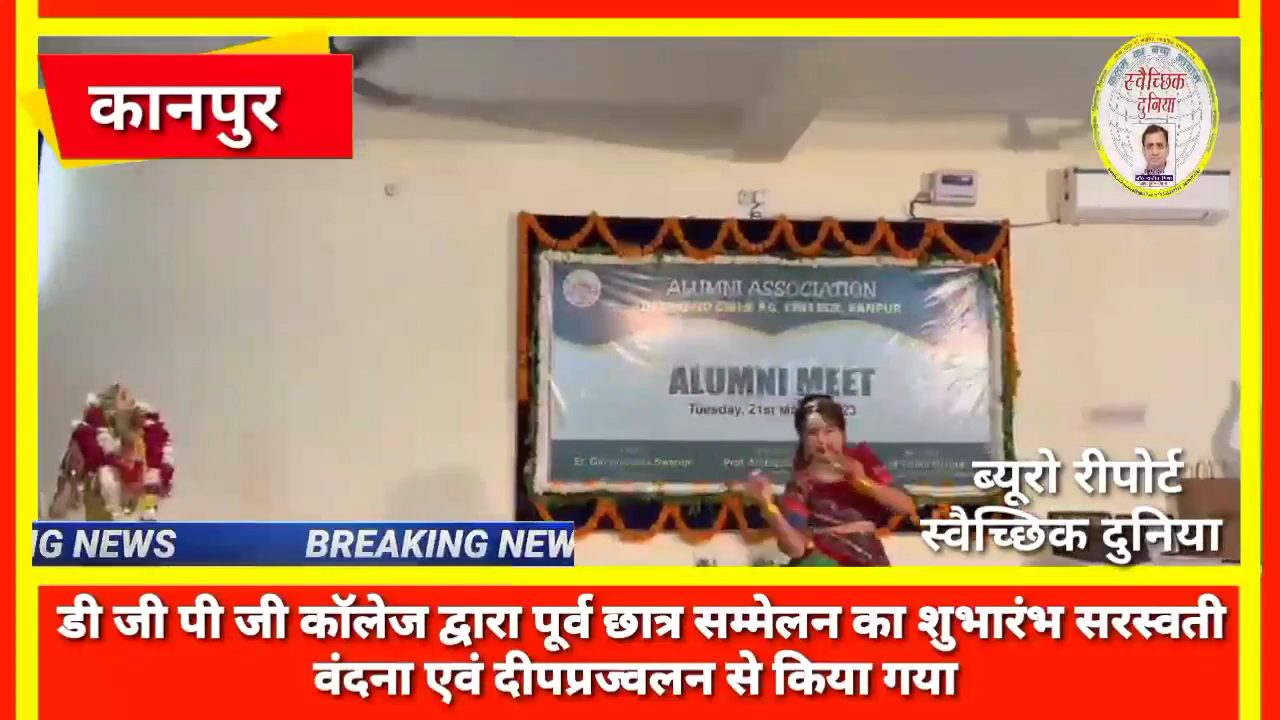 कानपुर
स्वैच्छिक
दुनिया
ALUMNI ASSOCIATION
ALUMNI MEET
Tuesday, 21st
ब्यूरो रीपोर्ट
स्वैच्छिक दुनिया
NG NEWS BREAKING NEW
डी जी पी जी कॉलेज द्वारा पूर्व छात्र सम्मेलन का शुभारंभ सरस्वती
वंदना एवं दीपप्रज्वलन से किया गया